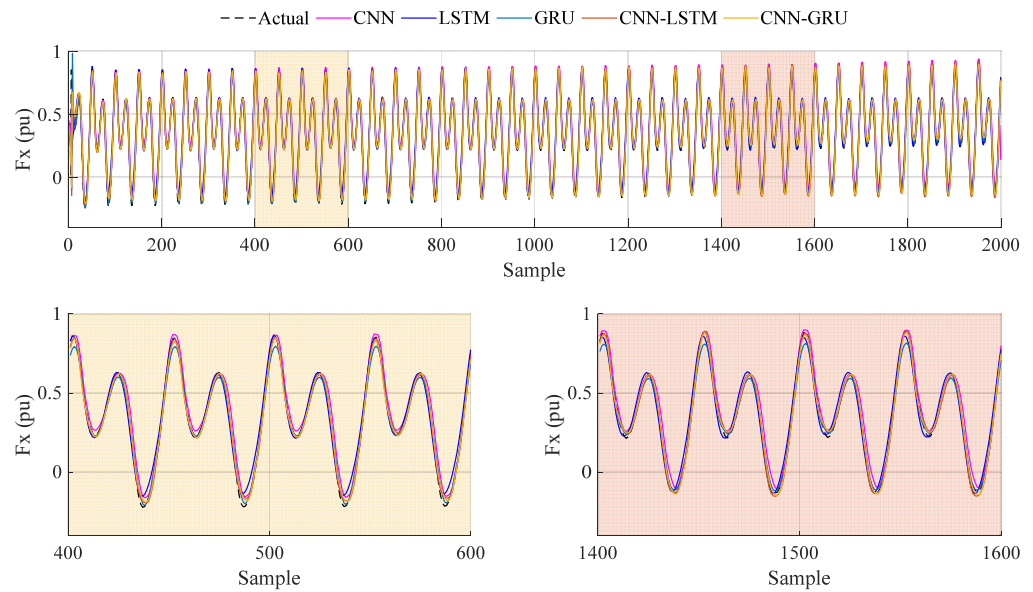 Actual CNN LSTM GRU CNN-LSTM CNN-GRU
1
0.5
0
Fx (pu)
0 200 400 600 800 1000 1200 1400 1600 1800 2000
Sample
1
0.5
0
Fx (pu)
400 500 600
Sample
1
0.5
0
Fx (pu)
1400 1500 1600
Sample